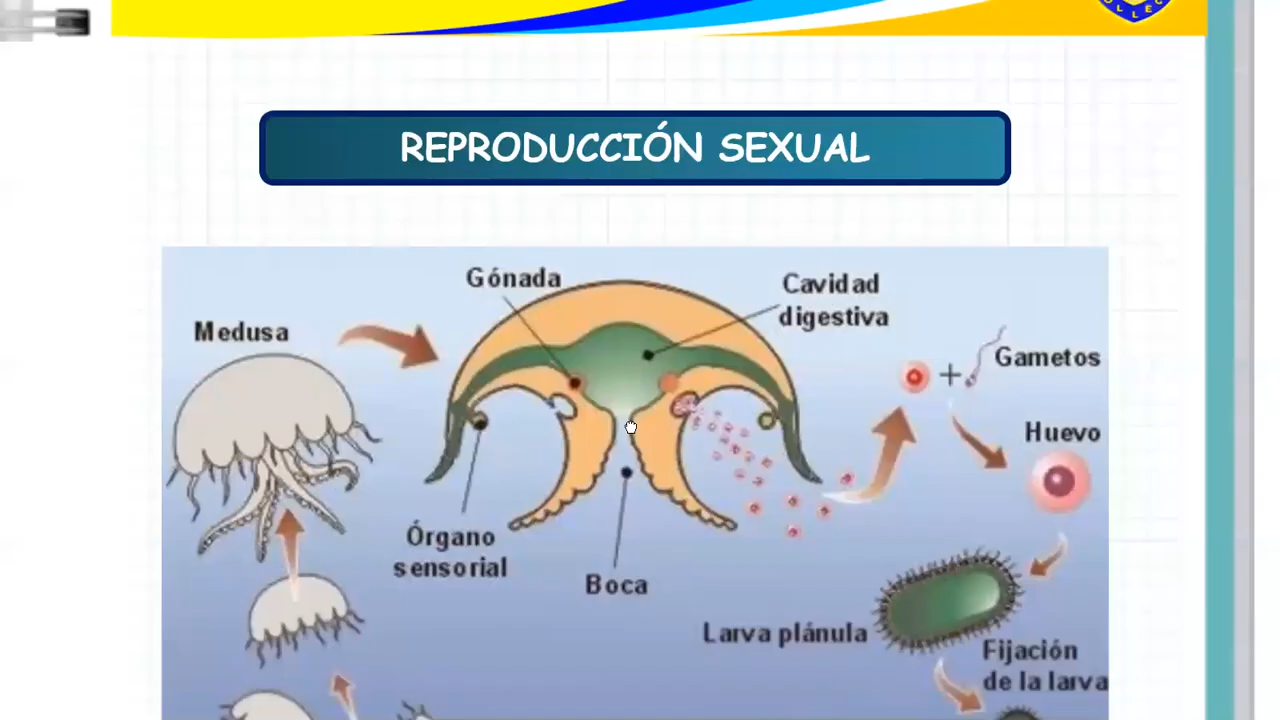 REPRODUCCIÓN SEXUAL
Gónada
Cavidad
digestiva
Medusa
Gametos
Huevo
Órgano
sensorial
Boca
Larva plánula
Fijación
de la larva